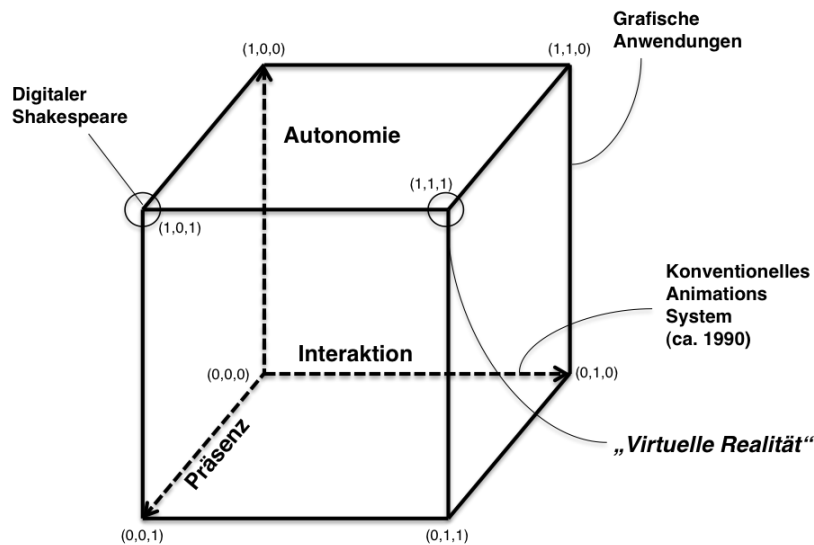 Grafische
Anwendungen
(1,0,0)
(1,1,0)
Digitaler
Shakespeare
Autonomie
(1,1,1)
(1,0,1)
Konventionelles
Animations
System
(ca. 1990)
Interaktion
(0,0,0)
(0,1,0)
Präsenz
„Virtuelle Realität“
(0,0,1)
(0,1,1)